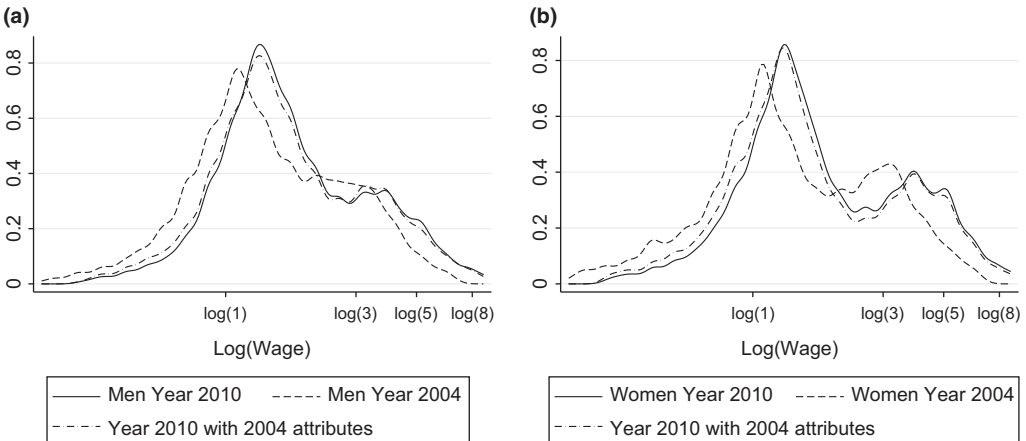 (a)
0.8
0.6
0.4
0.2
0
log(1) log(3) log(5) log(8)
Log(Wage)
Men Year 2010 Men Year 2004
Year 2010 with 2004 attributes
(b)
0.8
0.6
0.4
0.2
0
log(1) log(3) log(5) log(8)
Log(Wage)
Women Year 2010 Women Year 2004
Year 2010 with 2004 attributes